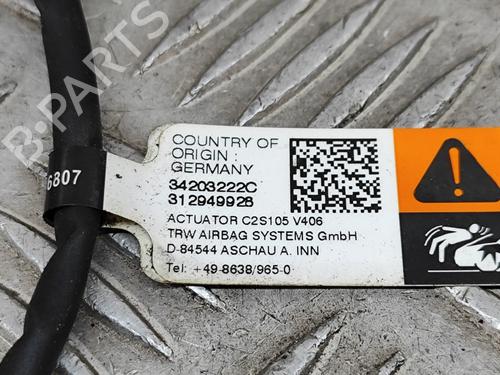 B-PARTS
6807
COUNTRY OF
ORIGIN :
GERMANY
34203222C
312949928
ACTUATOR C2S105 V406
TRW AIRBAG SYSTEMS GmbH
D-84544 ASCHAU A. INN
Tel: +49-8638/965-0